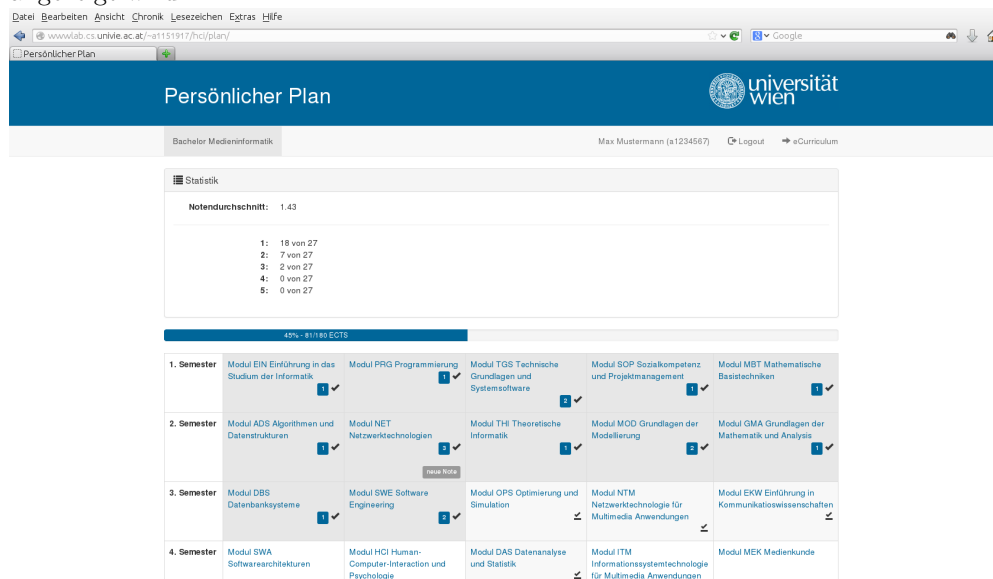 Datei Bearbeiten Ansicht Chronik Lesezeichen Extras Hilfe
wwwlab.cs.univie.ac.at/~a1151917/hci/plan/
Google
Persönlicher Plan
Persönlicher Plan
universität
wien
Bachelor Medieninformatik
Max Mustermann (a1234567)
Logout
eCurriculum
Statistik
Notendurchschnitt: 1.43
1: 18 von 27
2: 7 von 27
3: 2 von 27
4: 0 von 27
5: 0 von 27
45% - 81/180 ECTS
1. Semester
Modul EIN Einführung in das
Studium der Informatik
1
Modul PRG Programmierung
1
Modul TGS Technische
Grundlagen und
Systemsoftware
2
Modul SOP Sozialkompetenz
und Projektmanagement
1
Modul MBT Mathematische
Basistechniken
1
2. Semester
Modul ADS Algorithmen und
Datenstrukturen
1
Modul NET
Netzwerktechnologien
3
neue Note
Modul THI Theoretische
Informatik
1
Modul MOD Grundlagen der
Modellierung
2
Modul GMA Grundlagen der
Mathematik und Analysis
1
3. Semester
Modul DBS
Datenbanksysteme
1
Modul SWE Software
Engineering
2
Modul OPS Optimierung und
Simulation
Modul NTM
Netzwerktechnologie für
Multimedia Anwendungen
Modul EKW Einführung in
Kommunikatioswissenschaften
4. Semester
Modul SWA
Softwarearchitekturen
Modul HCI Human-
Computer-Interaction und
Psychologie
Modul DAS Datenanalyse
und Statistik
Modul ITM
Informationssystemtechnologie
für Multimedia Anwendungen
Modul MEK Medienkunde